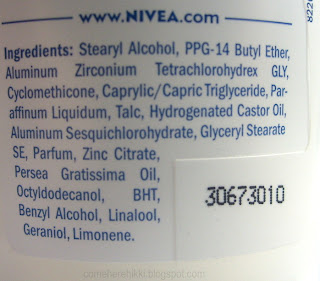 www.NIVEA.com
Ingredients: Stearyl Alcohol, PPG-14 Butyl Ether,
Aluminum Zirconium Tetrachlorohydrex GLY,
Cyclomethicone, Caprylic/Capric Triglyceride, Par-
affinum Liquidum, Talc, Hydrogenated Castor Oil,
Aluminum Sesquichlorohydrate, Glyceryl Stearate
SE, Parfum, Zinc Citrate,
Persea Gratissima Oil,
Octyldodecanol, BHT,
Benzyl Alcohol, Linalool,
Geraniol, Limonene.
30673010
comeherehikki.blogspot.com